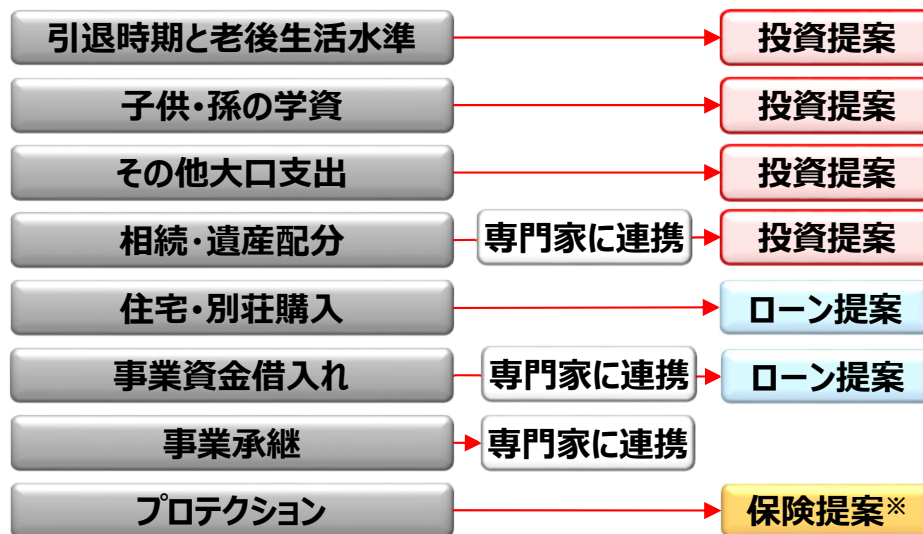 引退時期と老後生活水準 投資提案
子供・孫の学資 投資提案
その他大口支出 投資提案
相続・遺産配分 専門家に連携 投資提案
住宅・別荘購入 ローン提案
事業資金借入れ 専門家に連携 ローン提案
事業承継 専門家に連携
プロテクション 保険提案※